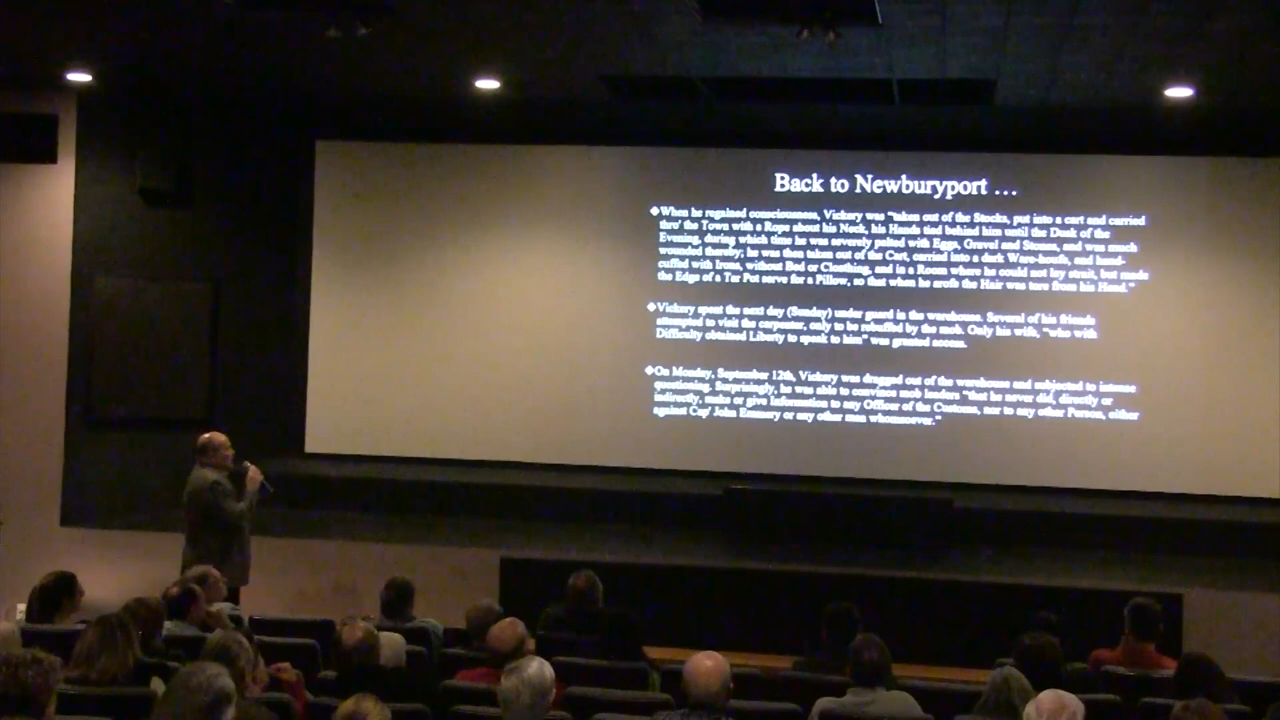 Back to Newburyport …
❖When he regained consciousness, Vickery was "taken out of the Stocks, put into a cart and carried
thro' the Town with a Rope about his Neck, his Hands tied behind him until the Dusk of the
Evening, during which time he was severely pelted with Eggs, Gravel and Stones, and was much
wounded thereby; he was then taken out of the Cart, carried into a dark Ware-houfe, and hand-
cuffed with Irons, without Bed or Cloathing, and in a Room where he could not lay strait, but made
the Edge of a Tar Pot serve for a Pillow, so that when he arofe the Hair was tore from his Head."
❖Vickery spent the next day (Sunday) under guard in the warehouse. Several of his friends
attempted to visit the carpenter, only to be rebuffed by the mob. Only his wife, "who with
Difficulty obtained Liberty to speak to him" was granted access.
❖On Monday, September 12th, Vickery was dragged out of the warehouse and subjected to intense
questioning. Surprisingly, he was able to convince mob leaders "that he never did, directly or
indirectly, make or give Information to any Officer of the Customs, nor to any other Person, either
against Cap' John Emmery or any other man whomsoever."